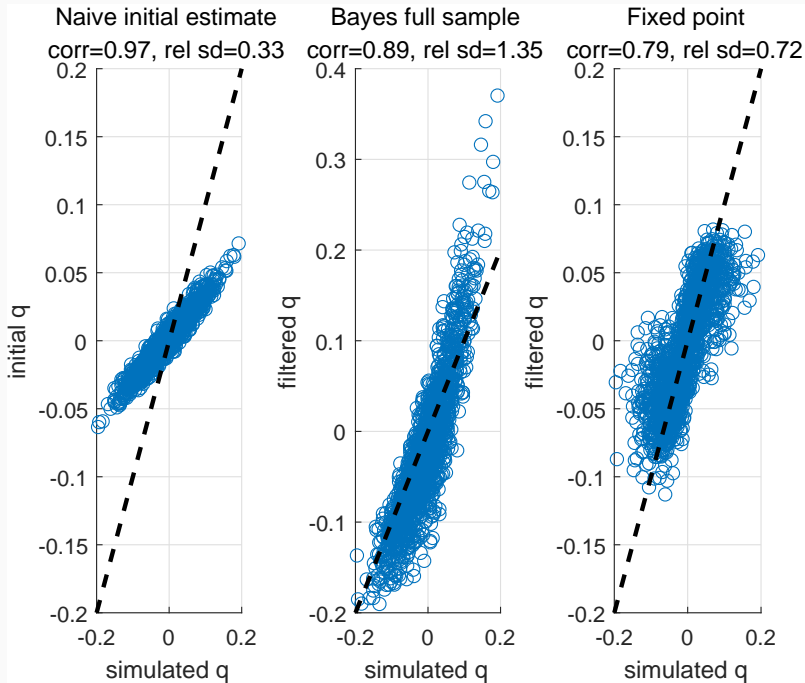 Naive initial estimate
corr=0.97, rel sd=0.33
0.2
0.15
0.1
0.05
0
-0.05
-0.1
-0.15
-0.2
-0.2 0 0.2
initial q
simulated q
Bayes full sample
corr=0.89, rel sd=1.35
0.4
0.3
0.2
0.1
0
-0.1
-0.2
-0.2 0 0.2
filtered q
simulated q
Fixed point
corr=0.79, rel sd=0.72
0.2
0.15
0.1
0.05
0
-0.05
-0.1
-0.15
-0.2
-0.2 0 0.2
filtered q
simulated q